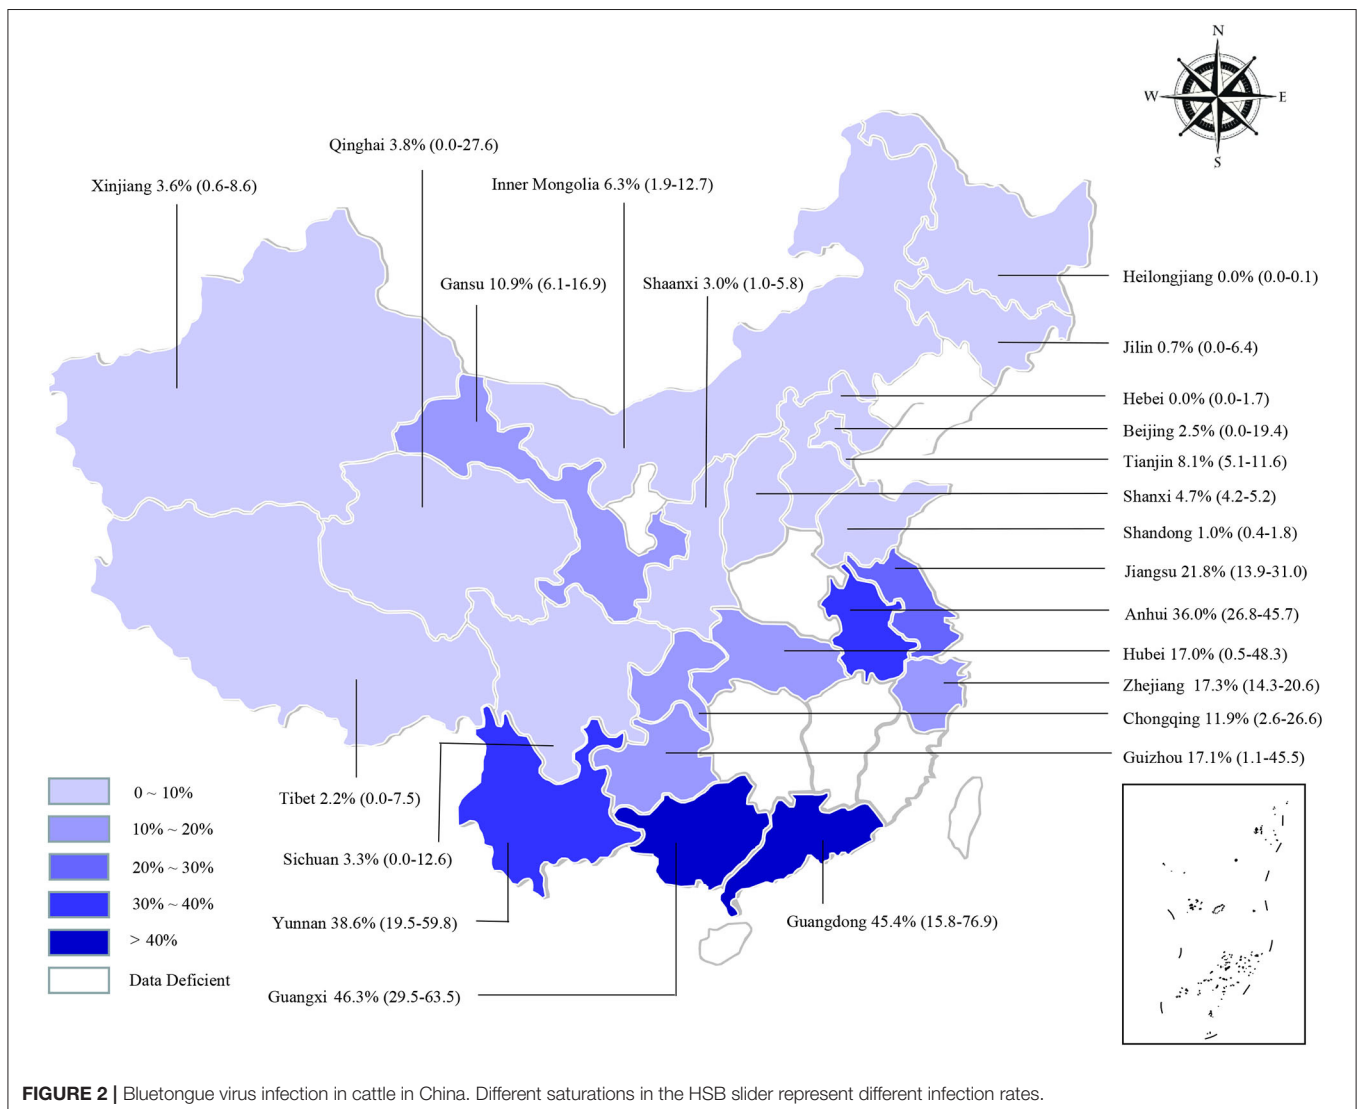 N
W E
S
Qinghai 3.8% (0.0-27.6)
Xinjiang 3.6% (0.6-8.6)
Inner Mongolia 6.3% (1.9-12.7)
Gansu 10.9% (6.1-16.9)
Shaanxi 3.0% (1.0-5.8)
Heilongjiang 0.0% (0.0-0.1)
Jilin 0.7% (0.0-6.4)
Hebei 0.0% (0.0-1.7)
Beijing 2.5% (0.0-19.4)
Tianjin 8.1% (5.1-11.6)
Shanxi 4.7% (4.2-5.2)
Shandong 1.0% (0.4-1.8)
Jiangsu 21.8% (13.9-31.0)
Anhui 36.0% (26.8-45.7)
Hubei 17.0% (0.5-48.3)
Zhejiang 17.3% (14.3-20.6)
Chongqing 11.9% (2.6-26.6)
Guizhou 17.1% (1.1-45.5)
Tibet 2.2% (0.0-7.5)
Sichuan 3.3% (0.0-12.6)
Yunnan 38.6% (19.5-59.8)
Guangdong 45.4% (15.8-76.9)
Guangxi 46.3% (29.5-63.5)
0 ~ 10%
10% ~ 20%
20% ~ 30%
30% ~ 40%
> 40%
Data Deficient
FIGURE 2 | Bluetongue virus infection in cattle in China. Different saturations in the HSB slider represent different infection rates.